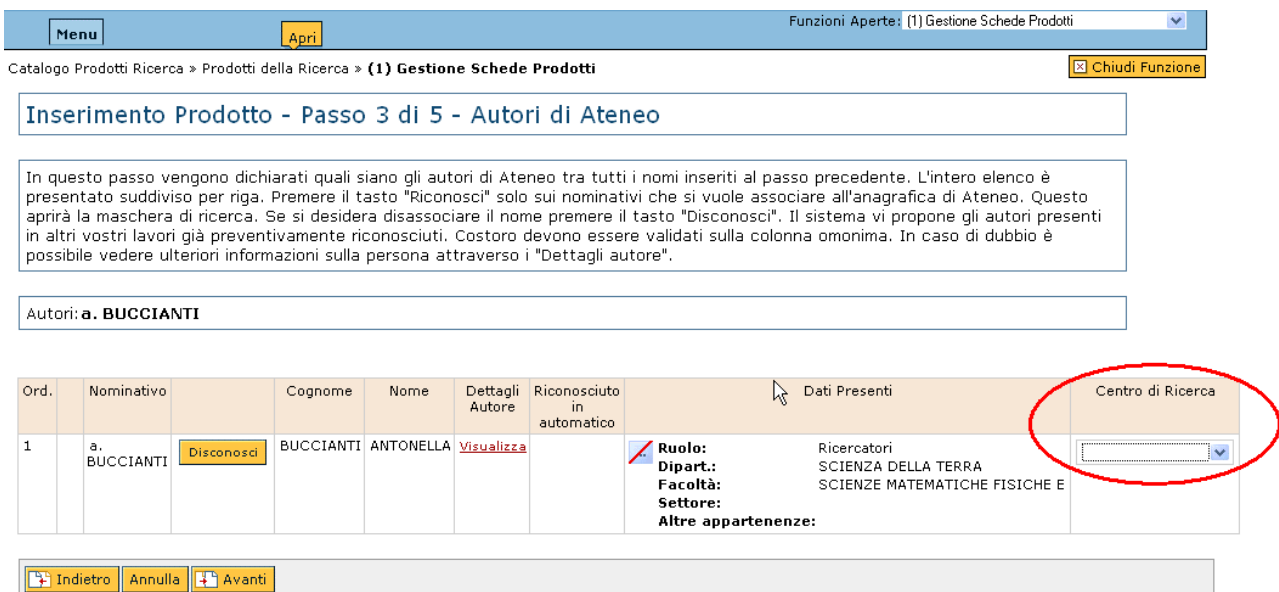 Menu Apri Funzioni Aperte: (1) Gestione Schede Prodotti
Catalogo Prodotti Ricerca » Prodotti della Ricerca » (1) Gestione Schede Prodotti Chiudi Funzione
Inserimento Prodotto - Passo 3 di 5 - Autori di Ateneo
In questo passo vengono dichiarati quali siano gli autori di Ateneo tra tutti i nomi inseriti al passo precedente. L'intero elenco è
presentato suddiviso per riga. Premere il tasto "Riconosci" solo sui nominativi che si vuole associare all'anagrafica di Ateneo. Questo
aprirà la maschera di ricerca. Se si desidera disassociare il nome premere il tasto "Disconosci". Il sistema vi propone gli autori presenti
in altri vostri lavori già preventivamente riconosciuti. Costoro devono essere validati sulla colonna omonima. In caso di dubbio è
possibile vedere ulteriori informazioni sulla persona attraverso i "Dettagli autore".
Autori: a. BUCCIANTI
Ord. Nominativo Cognome Nome Dettagli Autore Riconosciuto in automatico Dati Presenti Centro di Ricerca
1 a. BUCCIANTI Disconosci BUCCIANTI ANTONELLA Visualizza
Ruolo: Ricercatori
Dipart.: SCIENZA DELLA TERRA
Facoltà: SCIENZE MATEMATICHE FISICHE E
Settore:
Altre appartenenze:
Indietro Annulla Avanti